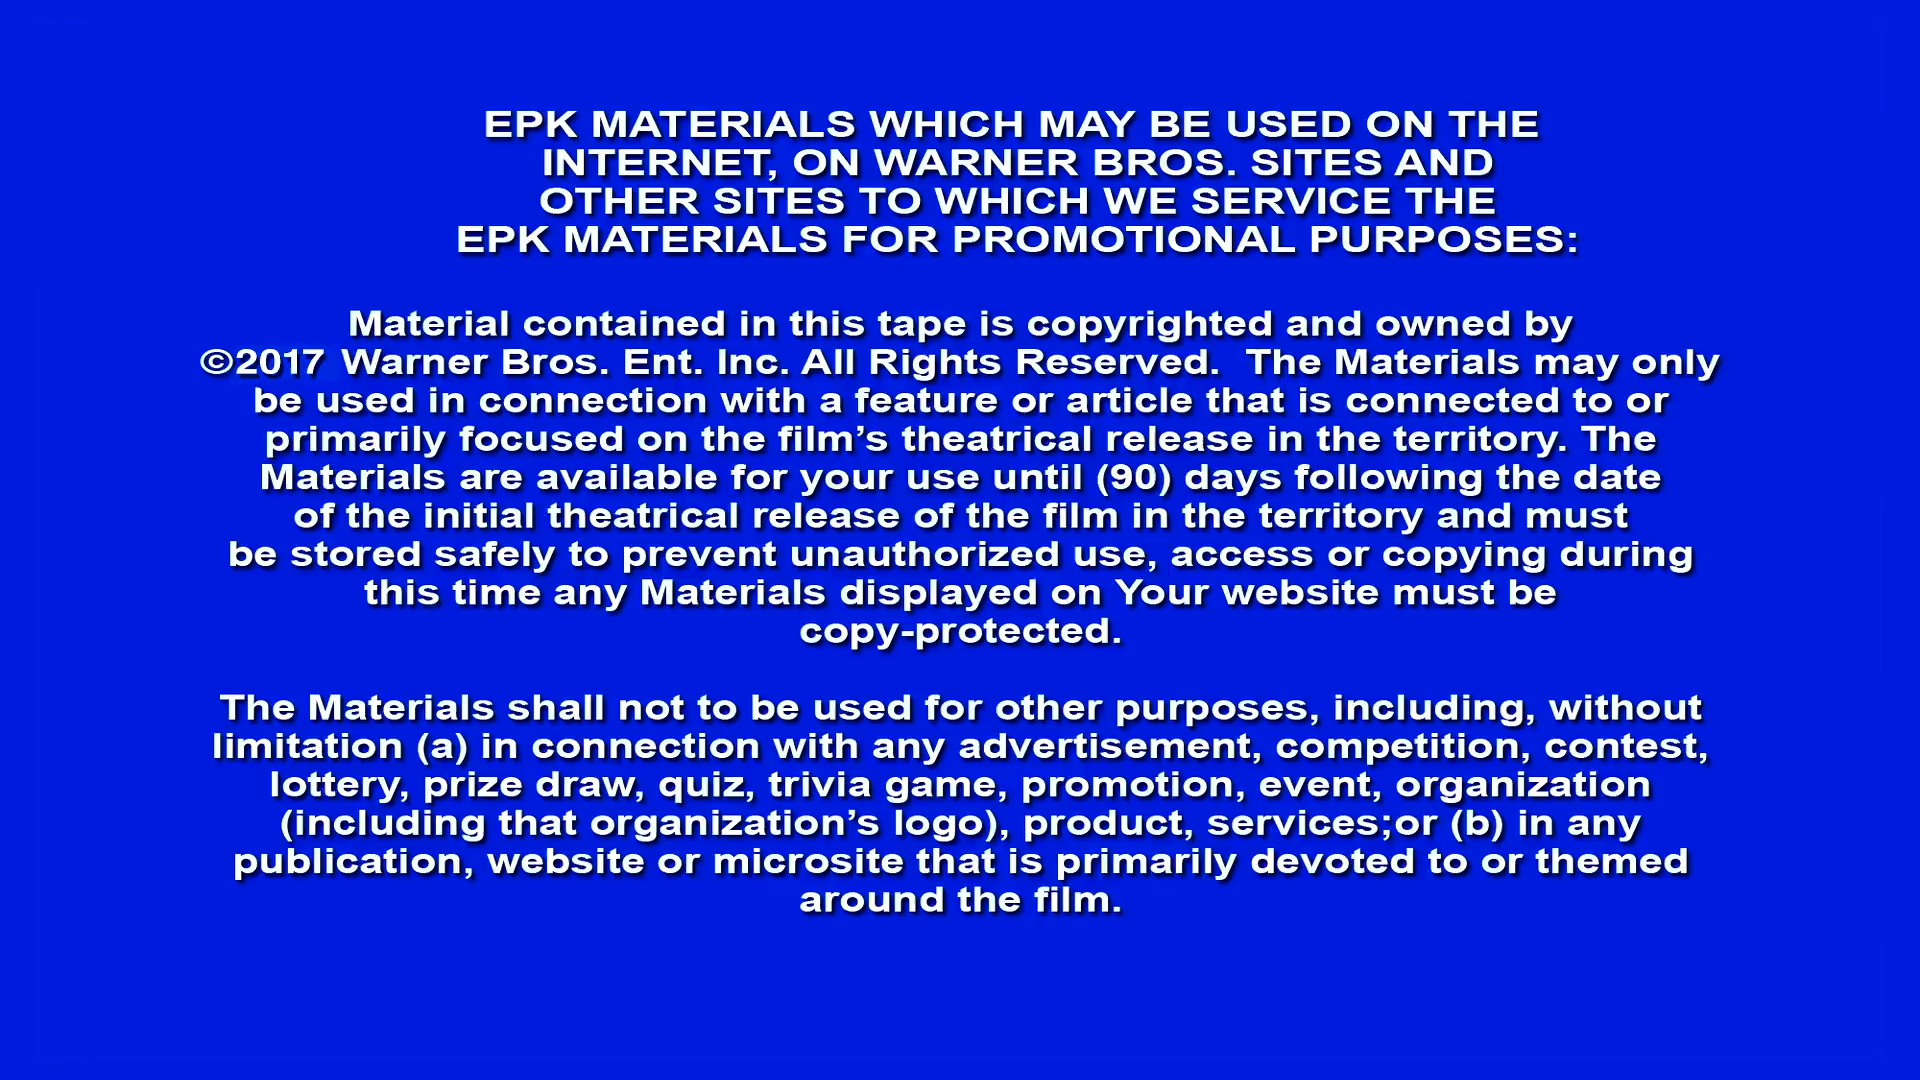 EPK MATERIALS WHICH MAY BE USED ON THE
INTERNET, ON WARNER BROS. SITES AND
OTHER SITES TO WHICH WE SERVICE THE
EPK MATERIALS FOR PROMOTIONAL PURPOSES:
Material contained in this tape is copyrighted and owned by
©2017 Warner Bros. Ent. Inc. All Rights Reserved. The Materials may only
be used in connection with a feature or article that is connected to or
primarily focused on the film’s theatrical release in the territory. The
Materials are available for your use until (90) days following the date
of the initial theatrical release of the film in the territory and must
be stored safely to prevent unauthorized use, access or copying during
this time any Materials displayed on Your website must be
copy-protected.
The Materials shall not to be used for other purposes, including, without
limitation (a) in connection with any advertisement, competition, contest,
lottery, prize draw, quiz, trivia game, promotion, event, organization
(including that organization’s logo), product, services;or (b) in any
publication, website or microsite that is primarily devoted to or themed
around the film.